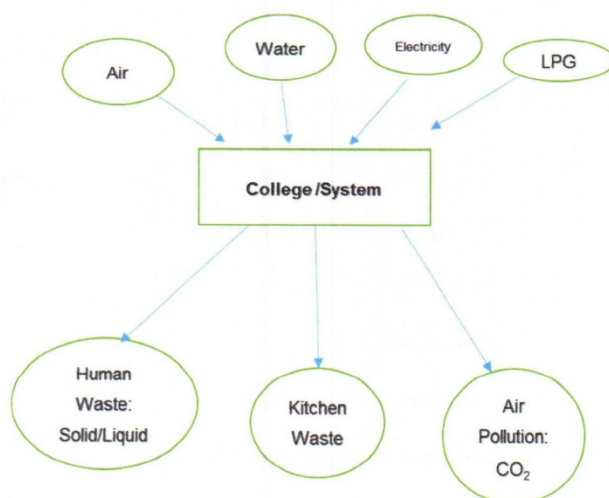 Air
Water
Electricity
LPG
College/System
Human
Waste:
Solid/Liquid
Kitchen
Waste
Air
Pollution:
CO₂